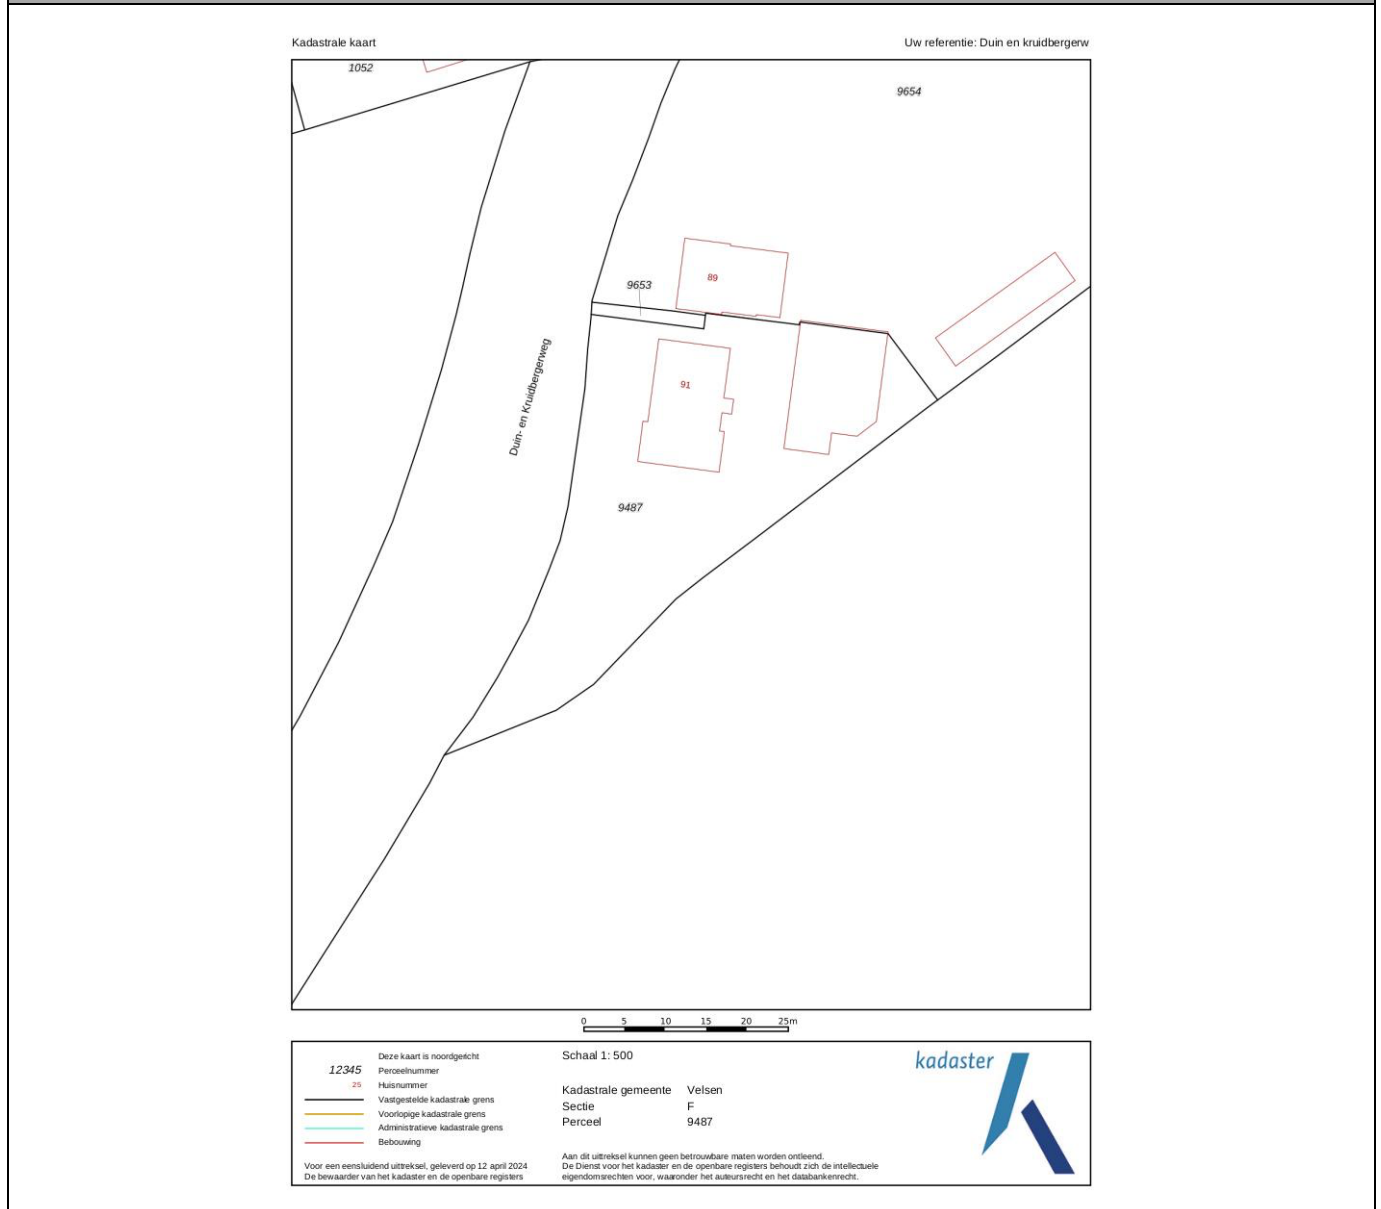 Kadastrale kaart
Uw referentie: Duin en kruidbergerw
1052
9654
89
9653
Duin- en Kruidbergerweg
91
9487
0 5 10 15 20 25m
Deze kaart is noordgericht
12345 Perceelnummer
25 Huisnummer
Vastgestelde kadastrale grens
Voorlopige kadastrale grens
Administratieve kadastrale grens
Bebouwing
Voor een eensluidend uittreksel, geleverd op 12 april 2024
De bewaarder van het kadaster en de openbare registers
Schaal 1: 500
Kadastrale gemeente Velsen
Sectie F
Perceel 9487
Aan dit uittreksel kunnen geen betrouwbare maten worden ontleend.
De Dienst voor het kadaster en de openbare registers behoudt zich de intellectuele
eigendomsrechten voor, waaronder het auteursrecht en het databankenrecht.
kadaster